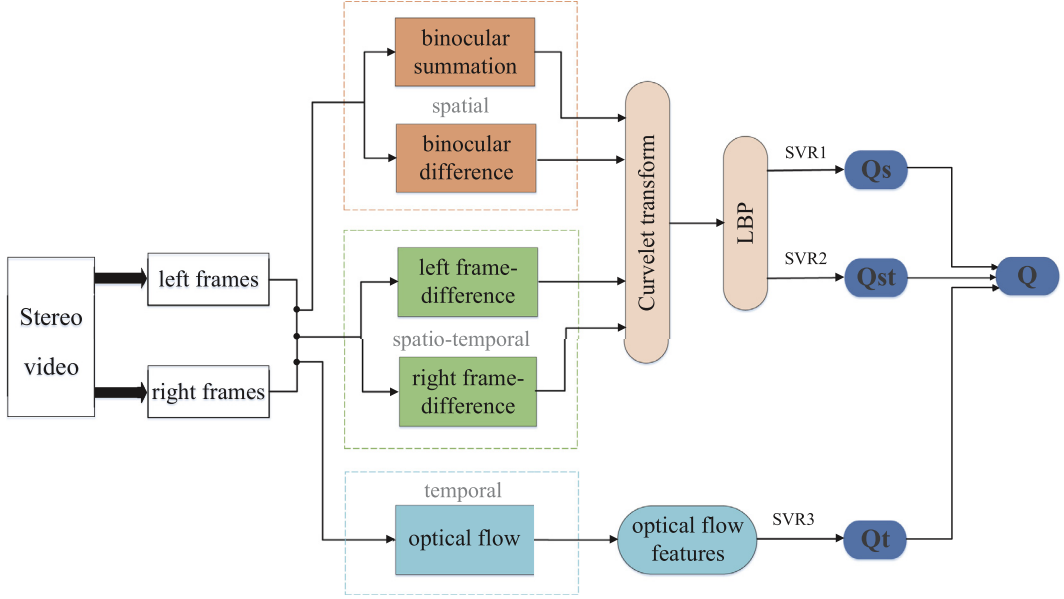 Stereo
video
left frames
right frames
binocular
summation
spatial
binocular
difference
left frame-
difference
spatio-temporal
right frame-
difference
temporal
optical flow
Curvelet transform
LBP
optical flow
features
SVR1
SVR2
SVR3
Qs
Qst
Qt
Q